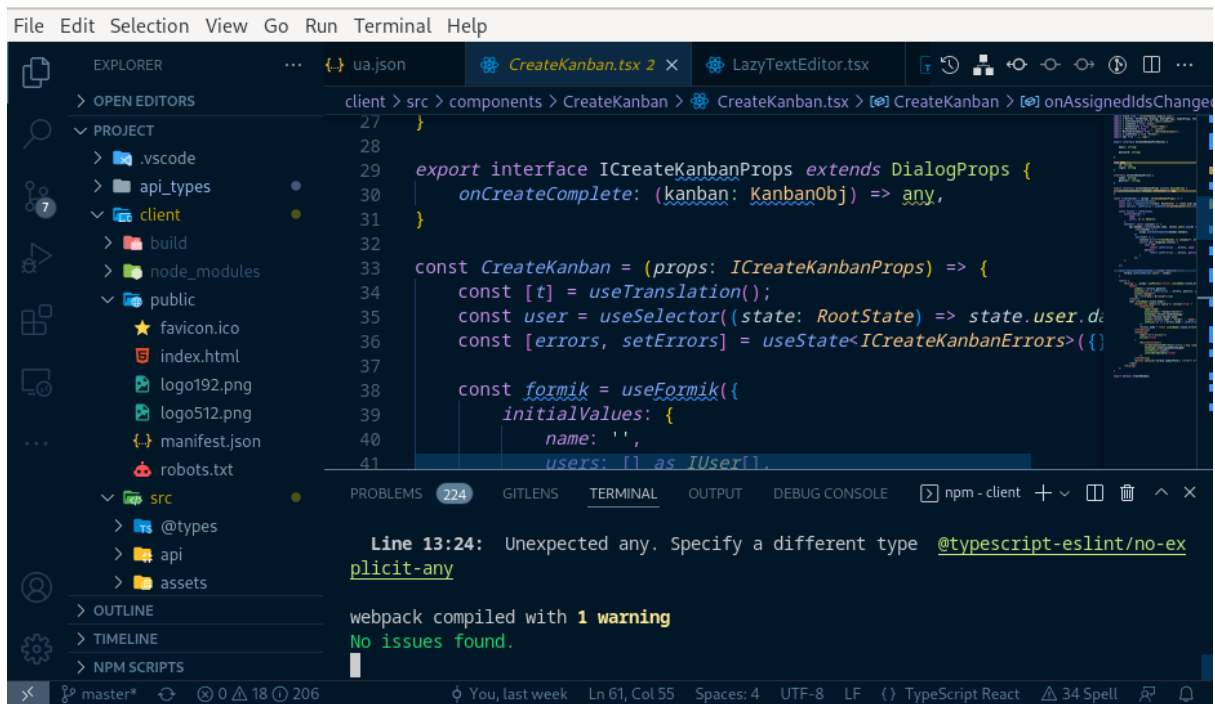 File Edit Selection View Go Run Terminal Help
EXPLORER
OPEN EDITORS
PROJECT
.vscode
api_types
client
build
node_modules
public
favicon.ico
index.html
logo192.png
logo512.png
manifest.json
robots.txt
src
@types
api
assets
OUTLINE
TIMELINE
NPM SCRIPTS
7
{..} ua.json
CreateKanban.tsx 2
LazyTextEditor.tsx
client > src > components > CreateKanban > CreateKanban.tsx > CreateKanban > onAssignedIdsChanged
27 }
28
29 export interface ICreateKanbanProps extends DialogProps {
30 onCreateComplete: (kanban: KanbanObj) => any,
31 }
32
33 const CreateKanban = (props: ICreateKanbanProps) => {
34 const [t] = useTranslation();
35 const user = useSelector((state: RootState) => state.user.da
36 const [errors, setErrors] = useState<ICreateKanbanErrors>({}
37
38 const formik = useFormik({
39 initialValues: {
40 name: '',
41 users: [] as IUser[],
PROBLEMS 224 GITLENS TERMINAL OUTPUT DEBUG CONSOLE npm - client
Line 13:24: Unexpected any. Specify a different type @typescript-eslint/no-ex
plicit-any
webpack compiled with 1 warning
No issues found.
master* 0 18 206 You, last week Ln 61, Col 55 Spaces: 4 UTF-8 LF {} TypeScript React 34 Spell